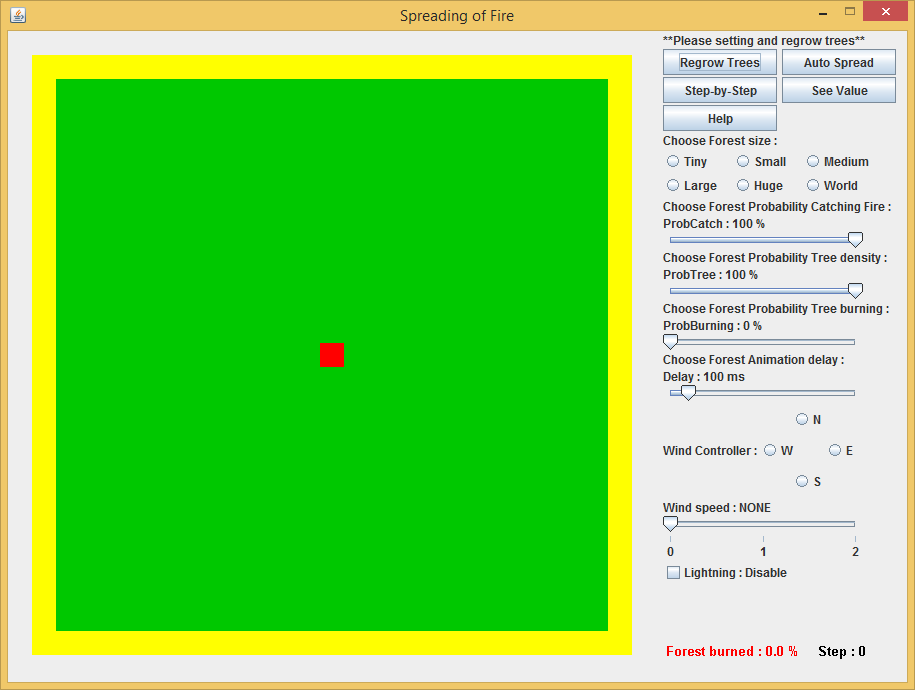 Spreading of Fire
**Please setting and regrow trees**
Regrow Trees Auto Spread
Step-by-Step See Value
Help
Choose Forest size :
Tiny Small Medium
Large Huge World
Choose Forest Probability Catching Fire :
ProbCatch : 100 %
Choose Forest Probability Tree density :
ProbTree : 100 %
Choose Forest Probability Tree burning :
ProbBurning : 0 %
Choose Forest Animation delay :
Delay : 100 ms
N
Wind Controller : W E
S
Wind speed : NONE
0 1 2
Lightning : Disable
Forest burned : 0.0 % Step : 0